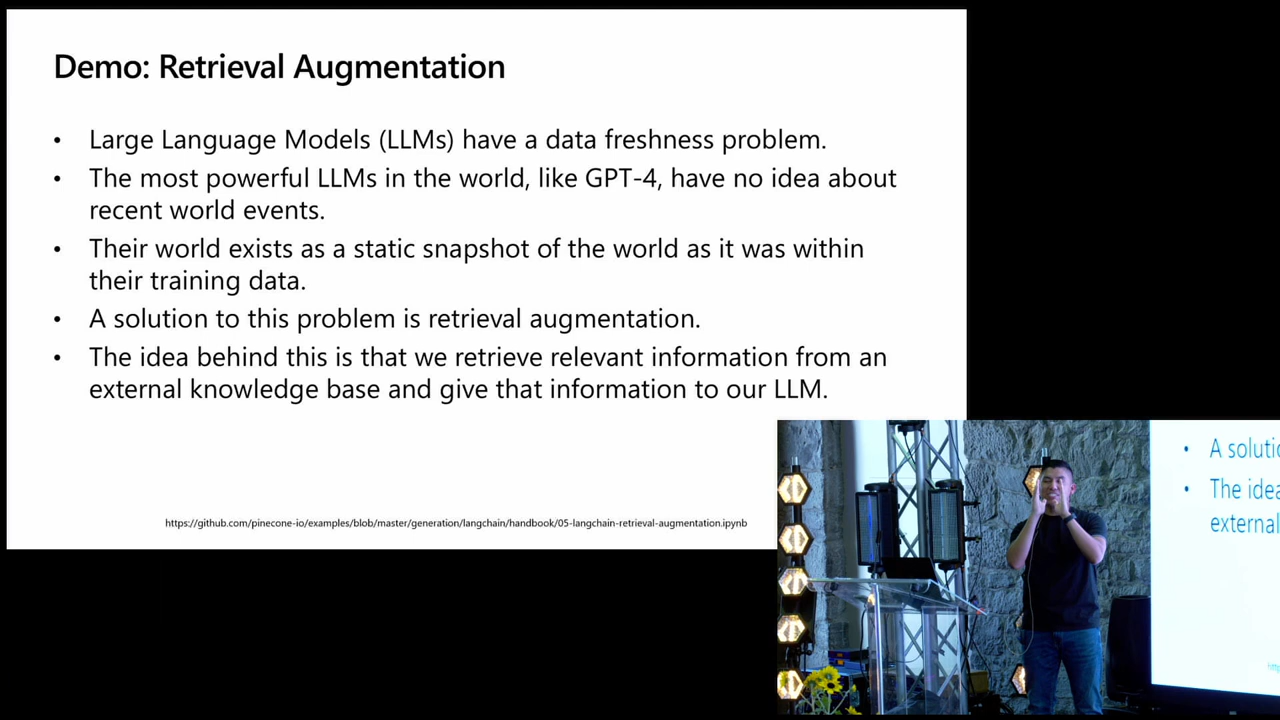 Demo: Retrieval Augmentation
• Large Language Models (LLMs) have a data freshness problem.
• The most powerful LLMs in the world, like GPT-4, have no idea about
recent world events.
• Their world exists as a static snapshot of the world as it was within
their training data.
• A solution to this problem is retrieval augmentation.
• The idea behind this is that we retrieve relevant information from an
external knowledge base and give that information to our LLM.
https://github.com/pinecone-io/examples/blob/master/generation/langchain/handbook/05-langchain-retrieval-augmentation.ipynb
• A soluti
• The idea
external